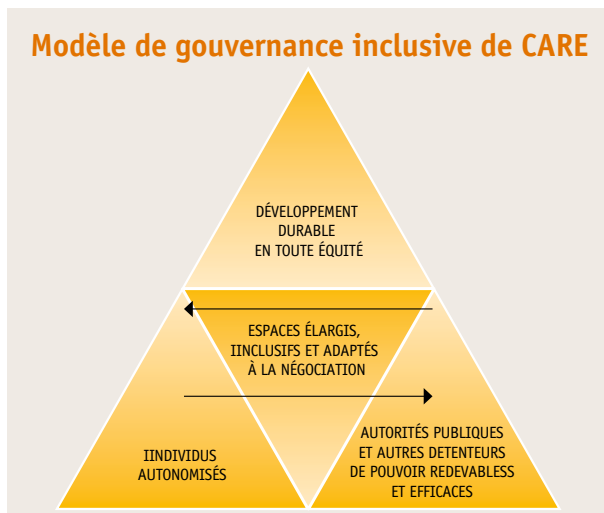 Modèle de gouvernance inclusive de CARE
DÉVELOPPEMENT
DURABLE
EN TOUTE ÉQUITÉ
ESPACES ÉLARGIS,
IINCLUSIFS ET ADAPTÉS
À LA NÉGOCIATION
IINDIVIDUS
AUTONOMISÉS
AUTORITÉS PUBLIQUES
ET AUTRES DETENTEURS
DE POUVOIR REDEVABLESS
ET EFFICACES